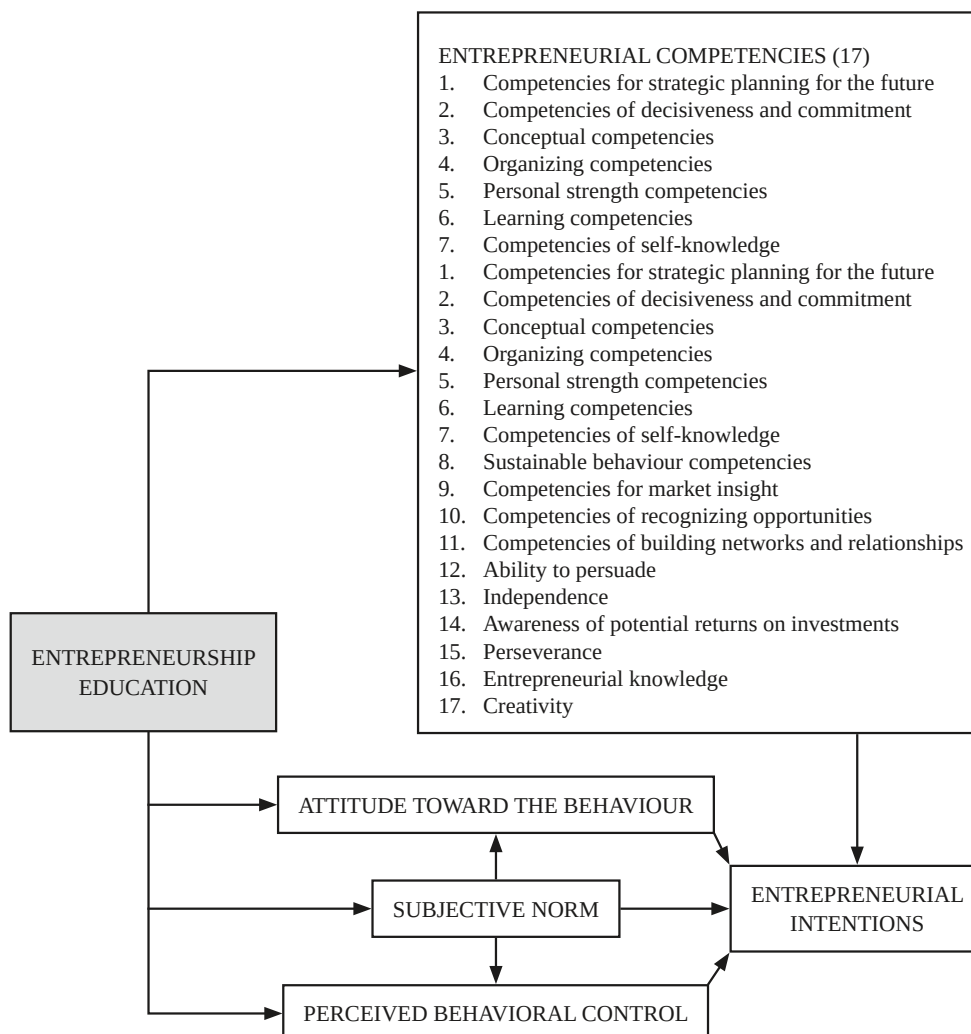 ENTREPRENEURIAL COMPETENCIES (17)
1. Competencies for strategic planning for the future
2. Competencies of decisiveness and commitment
3. Conceptual competencies
4. Organizing competencies
5. Personal strength competencies
6. Learning competencies
7. Competencies of self-knowledge
1. Competencies for strategic planning for the future
2. Competencies of decisiveness and commitment
3. Conceptual competencies
4. Organizing competencies
5. Personal strength competencies
6. Learning competencies
7. Competencies of self-knowledge
8. Sustainable behaviour competencies
9. Competencies for market insight
10. Competencies of recognizing opportunities
11. Competencies of building networks and relationships
12. Ability to persuade
13. Independence
14. Awareness of potential returns on investments
15. Perseverance
16. Entrepreneurial knowledge
17. Creativity
ENTREPRENEURSHIP
EDUCATION
ATTITUDE TOWARD THE BEHAVIOUR
SUBJECTIVE NORM
ENTREPRENEURIAL
INTENTIONS
PERCEIVED BEHAVIORAL CONTROL